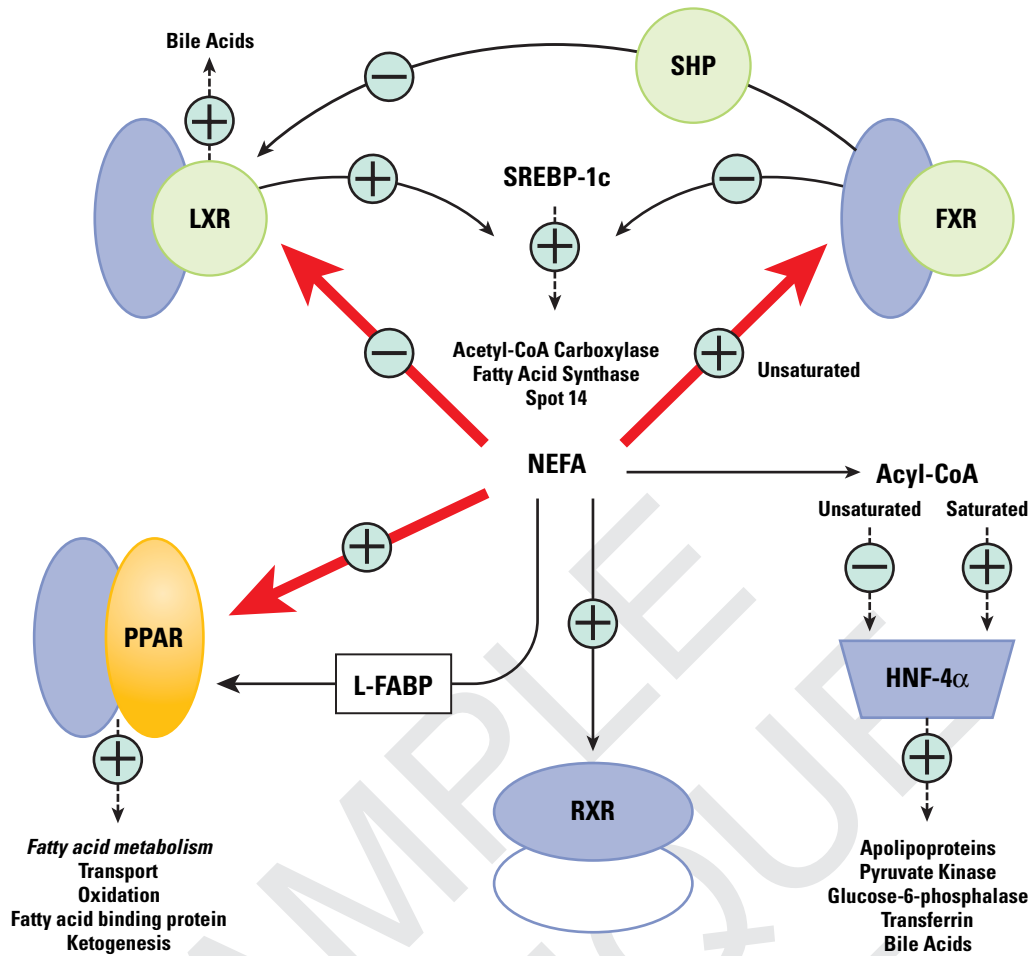 Bile Acids
SHP
LXR
SREBP-1c
FXR
Acetyl-CoA Carboxylase
Fatty Acid Synthase
Spot 14
Unsaturated
NEFA
Acyl-CoA
Unsaturated
Saturated
PPAR
L-FABP
HNF-4α
RXR
Fatty acid metabolism
Transport
Oxidation
Fatty acid binding protein
Ketogenesis
Apolipoproteins
Pyruvate Kinase
Glucose-6-phosphalase
Transferrin
Bile Acids